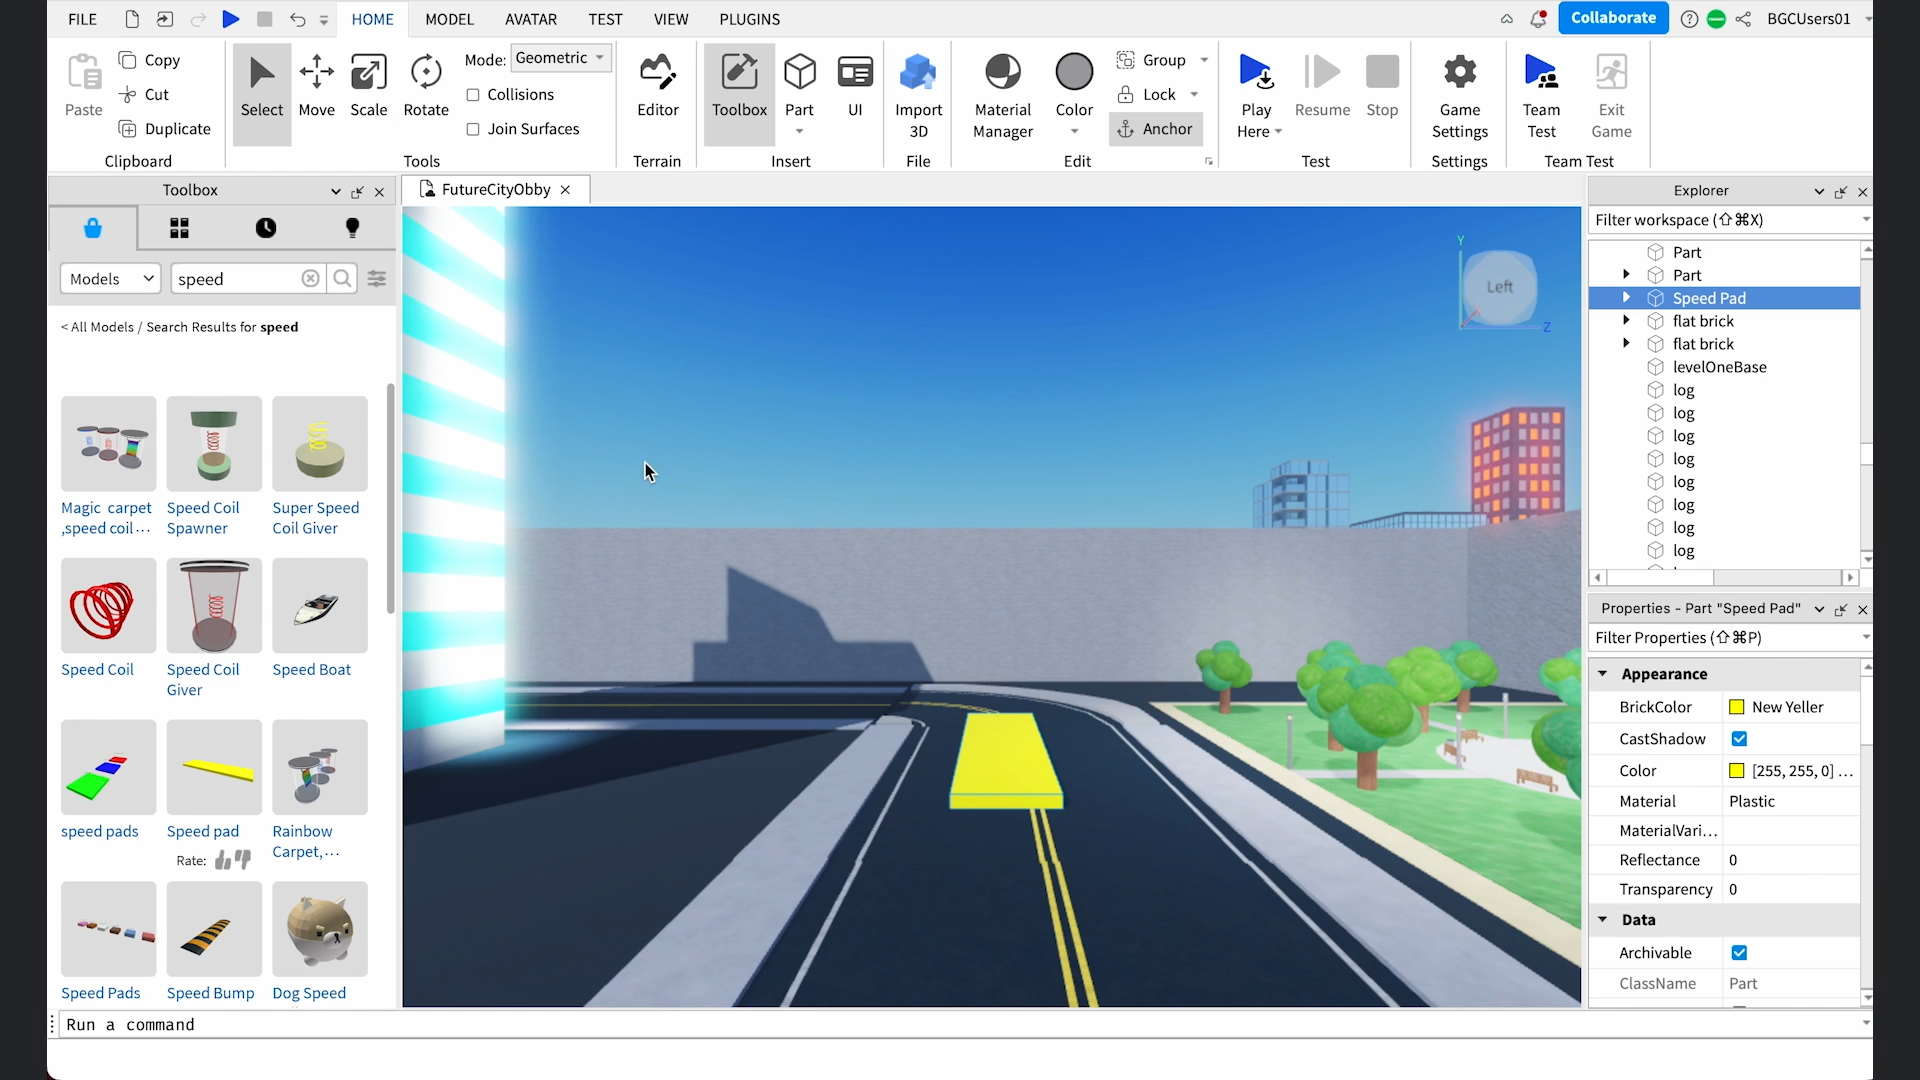 FILE HOME MODEL AVATAR TEST VIEW PLUGINS Collaborate BGCUsers01
Paste Copy Cut Duplicate Clipboard
Select Move Scale Rotate Mode: Geometric Collisions Join Surfaces Tools
Editor Terrain
Toolbox Part UI Insert
Import 3D File
Material Manager Color Group Lock Anchor Edit
Play Here Resume Stop Test
Game Settings Settings
Team Test Exit Game Team Test
Toolbox
FutureCityObby
Models speed
< All Models / Search Results for speed
Magic carpet ,speed coil...
Speed Coil Spawner
Super Speed Coil Giver
Speed Coil
Speed Coil Giver
Speed Boat
speed pads
Speed pad
Rate:
Rainbow Carpet,...
Speed Pads
Speed Bump
Dog Speed
Y
Left
Z
Explorer
Filter workspace (⇧⌘X)
Part
Part
Speed Pad
flat brick
flat brick
levelOneBase
log
log
log
log
log
log
log
log
Properties - Part "Speed Pad"
Filter Properties (⇧⌘P)
Appearance
BrickColor New Yeller
CastShadow
Color [255, 255, 0] ...
Material Plastic
MaterialVari...
Reflectance 0
Transparency 0
Data
Archivable
ClassName Part
Run a command